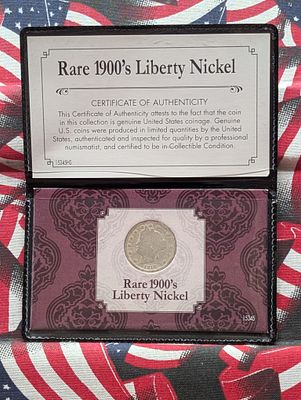 Rare 1900's Liberty Nickel
CERTIFICATE OF AUTHENTICITY
This Certificate of Authenticity attests to the fact that the coin
in this collection is genuine United States coinage. Genuine
U.S. coins were produced in limited quantities by the United
States, authenticated and inspected for quality by a professional
numismatist, and certified to be in-Collectible Condition.
Rare 1900's
Liberty Nickel